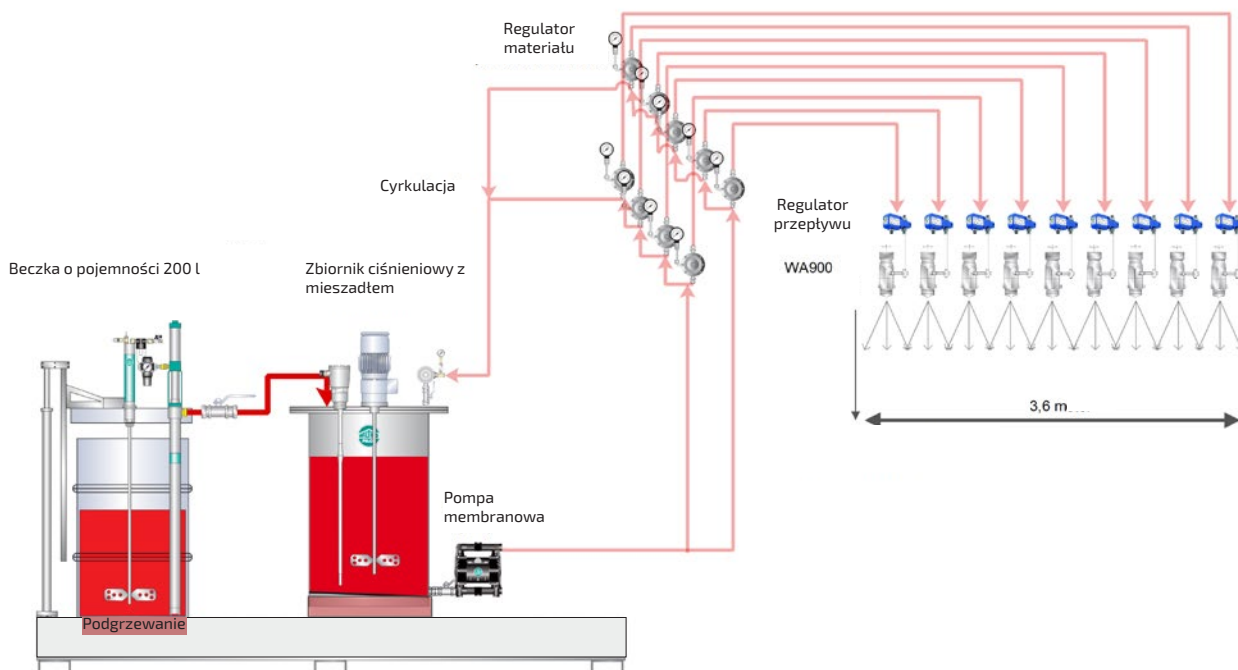 Regulator
materiału
Cyrkulacja
Regulator
przepływu
WA900
Beczka o pojemności 200 l
Zbiornik ciśnieniowy z
mieszadłem
3,6 m
Pompa
membranowa
Podgrzewanie